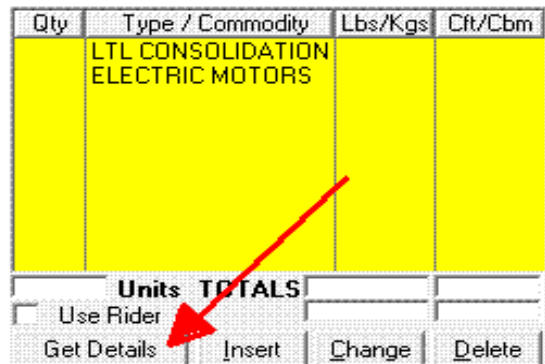 Qty Type / Commodity Lbs/Kgs Cft/Cbm
LTL CONSOLIDATION
ELECTRIC MOTORS
Units TOTALS
Use Rider
Get Details Insert Change Delete